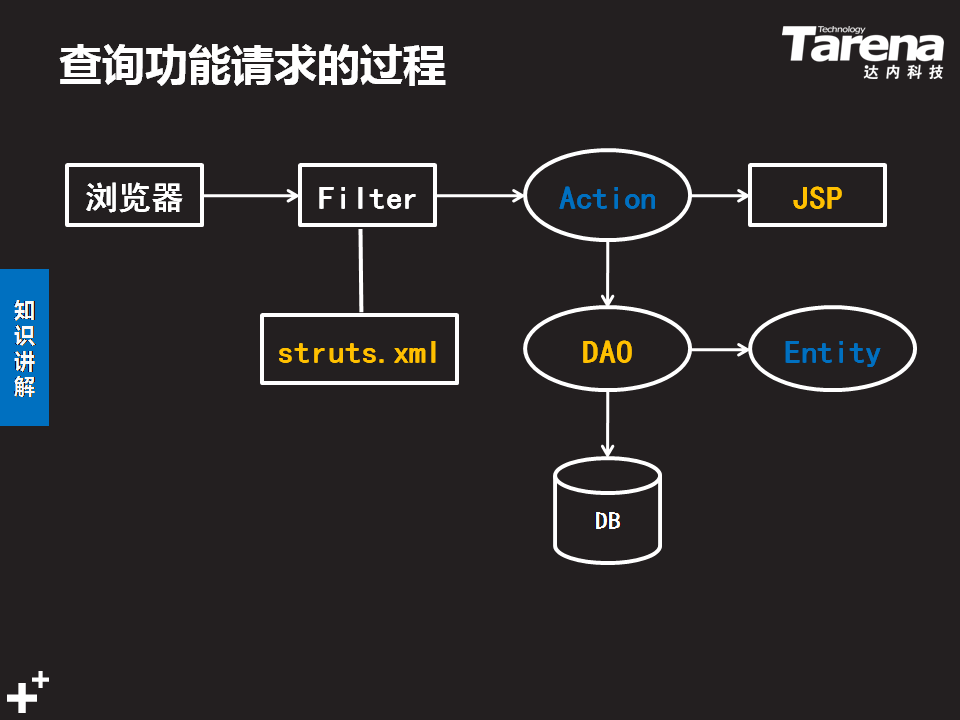 查询功能请求的过程
Technology
Tarena
达内科技
浏览器
Filter
Action
JSP
struts.xml
DAO
Entity
DB
知识讲解